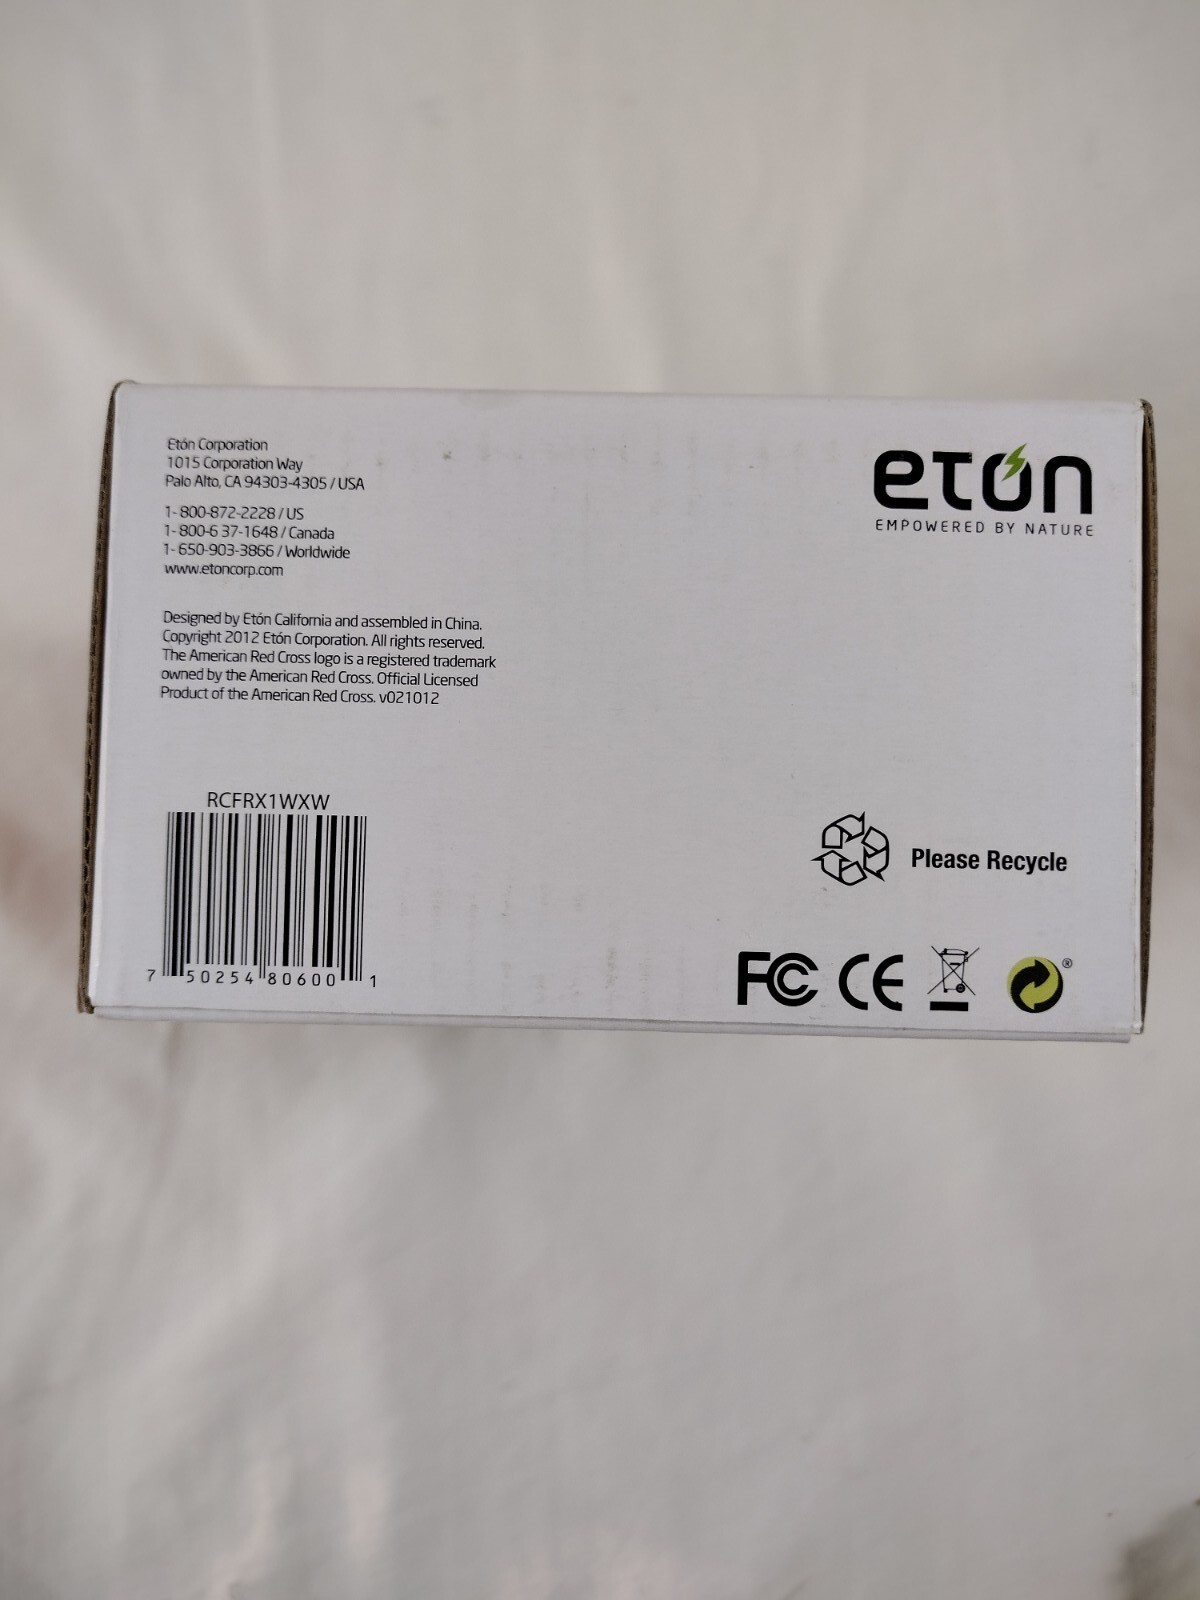 Etón Corporation
1015 Corporation Way
Palo Alto, CA 94303-4305 / USA
1- 800-872-2228 / US
1- 800-6 37-1648 / Canada
1- 650-903-3866 / Worldwide
www.etoncorp.com
Designed by Etón California and assembled in China.
Copyright 2012 Etón Corporation. All rights reserved.
The American Red Cross logo is a registered trademark
owned by the American Red Cross. Official Licensed
Product of the American Red Cross. v021012
etón
EMPOWERED BY NATURE
RCFRX1WXW
7 50254 80600 1
Please Recycle
FC CE ®